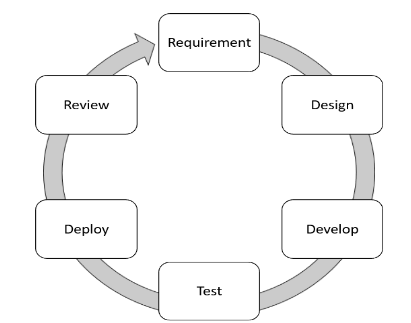 Requirement
Design
Develop
Test
Deploy
Review